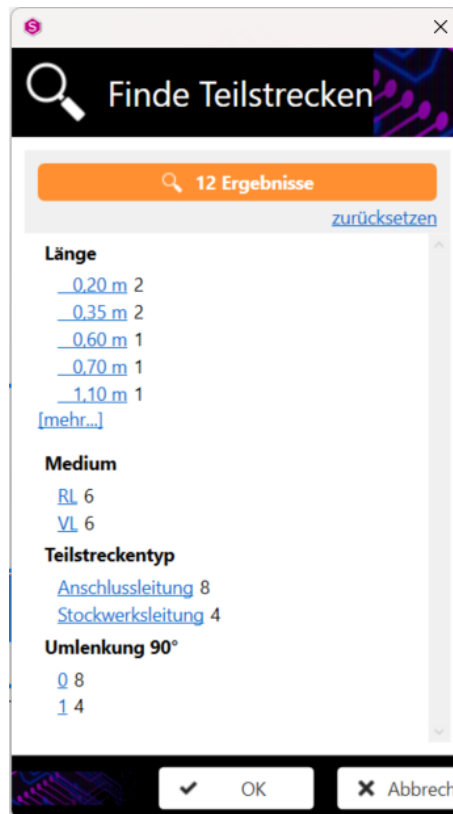 S
Finde Teilstrecken
12 Ergebnisse
zurücksetzen
Länge
0,20 m 2
0,35 m 2
0,60 m 1
0,70 m 1
1,10 m 1
[mehr...]
Medium
RL 6
VL 6
Teilstreckentyp
Anschlussleitung 8
Stockwerksleitung 4
Umlenkung 90°
0 8
1 4
OK
Abbrech